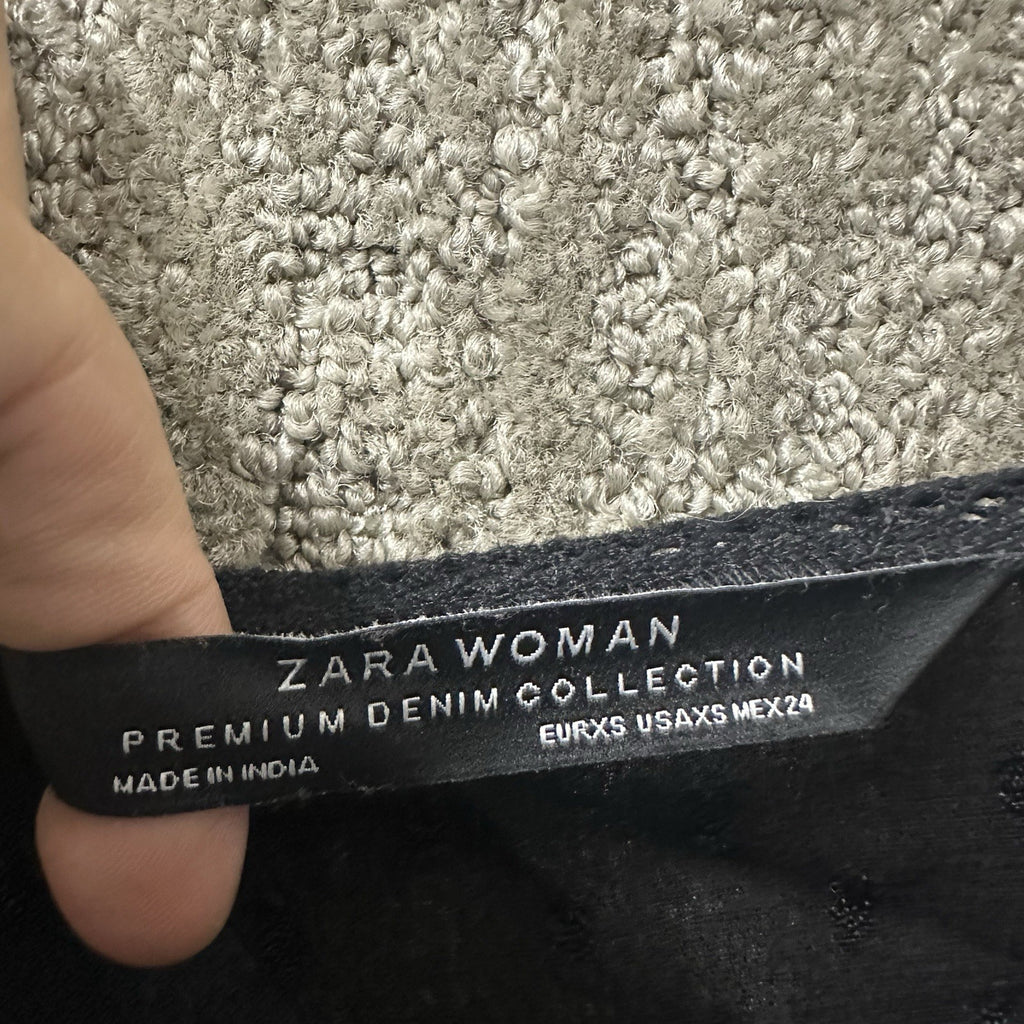 ZARA WOMAN
PREMIUM DENIM COLLECTION
EURXS USAXS MEX24
MADE IN INDIA